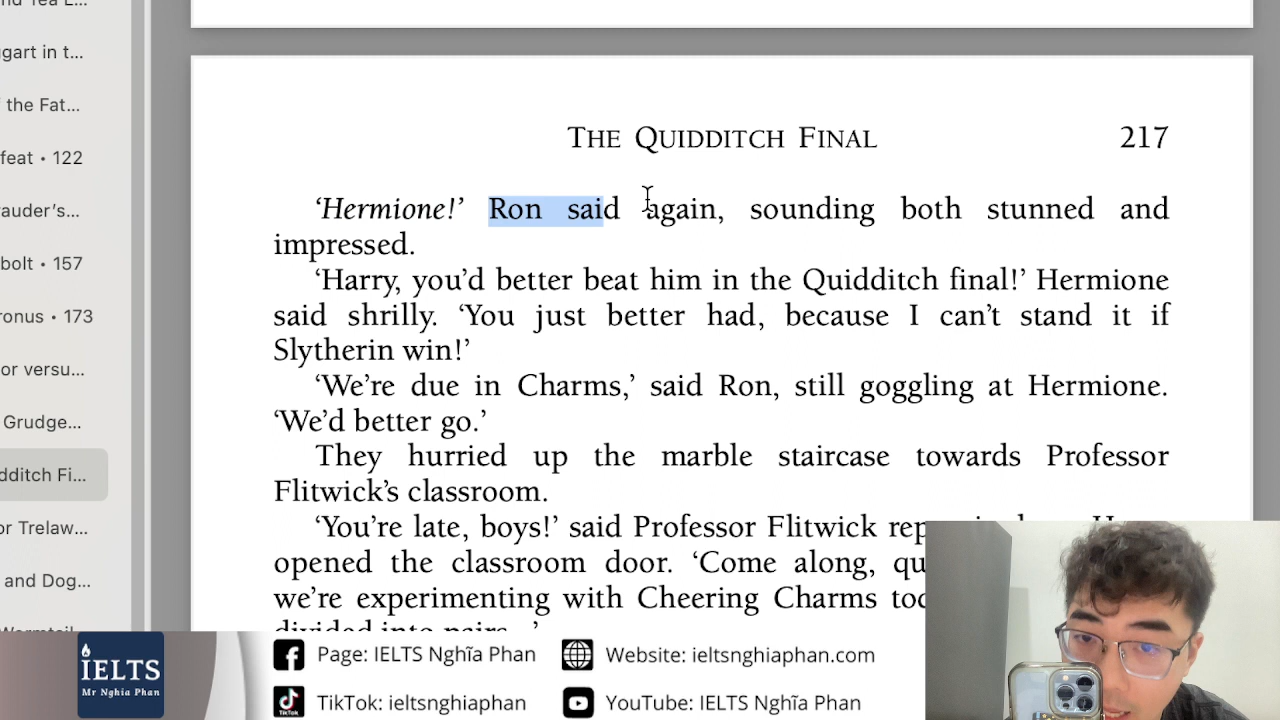 nd Tea L...
ggart in t...
f the Fat...
feat • 122
rauder's...
bolt • 157
ronus • 173
or versu...
Grudge...
dditch Fi...
or Trelaw...
and Dog...
THE QUIDDITCH FINAL 217
‘Hermione!’ Ron said again, sounding both stunned and
impressed.
‘Harry, you’d better beat him in the Quidditch final!’ Hermione
said shrilly. ‘You just better had, because I can’t stand it if
Slytherin win!’
‘We’re due in Charms,’ said Ron, still goggling at Hermione.
‘We’d better go.’
They hurried up the marble staircase towards Professor
Flitwick’s classroom.
‘You’re late, boys!’ said Professor Flitwick
opened the classroom door. ‘Come along,
we’re experimenting with Cheering Charms
divided into pairs...’
IELTS
Mr Nghia Phan
Page: IELTS Nghĩa Phan
Website: ieltsnghiaphan.com
TikTok: ieltsnghiaphan
YouTube: IELTS Nghĩa Phan